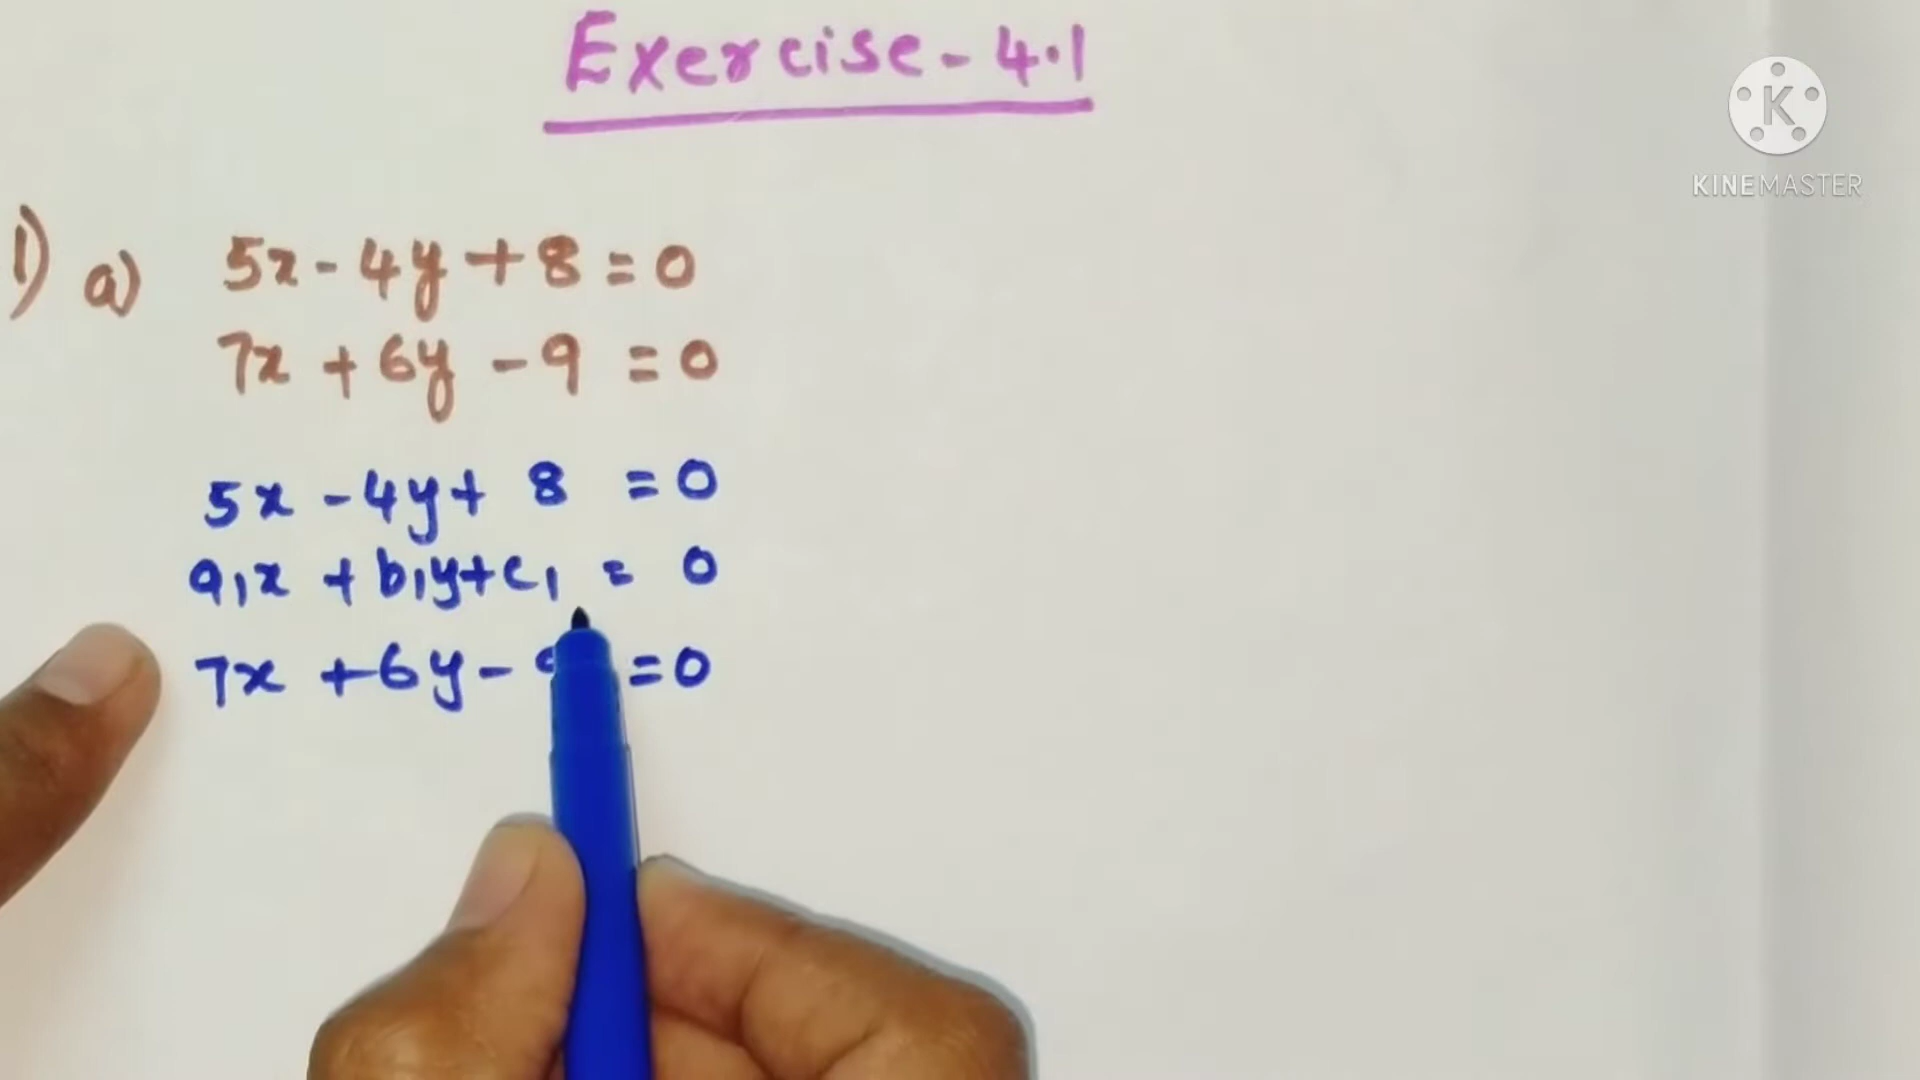 Exercise - 4.1
K
KINEMASTER
1) a) 5x - 4y + 8 = 0
7x + 6y - 9 = 0
5x - 4y + 8 = 0
a₁x + b₁y + c₁ = 0
7x + 6y - = 0